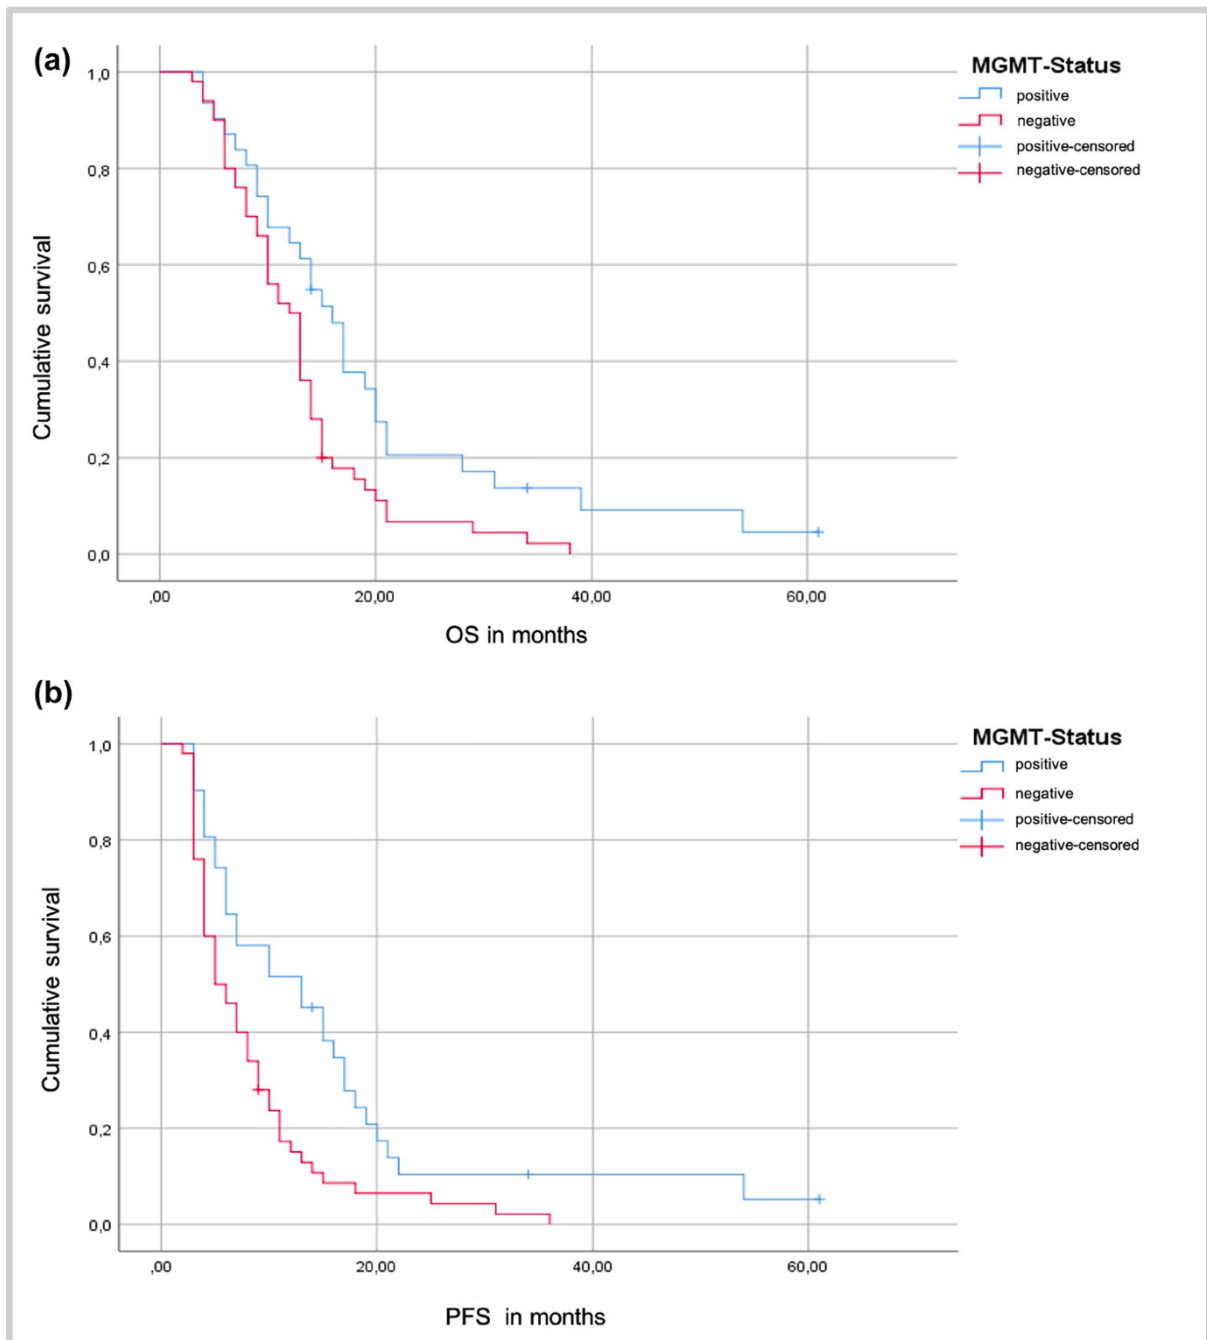 (a)
MGMT-Status
positive
negative
positive-censored
negative-censored
1,0
0,8
0,6
0,4
0,2
0,0
Cumulative survival
,00
20,00
40,00
60,00
OS in months
(b)
MGMT-Status
positive
negative
positive-censored
negative-censored
1,0
0,8
0,6
0,4
0,2
0,0
Cumulative survival
,00
20,00
40,00
60,00
PFS in months